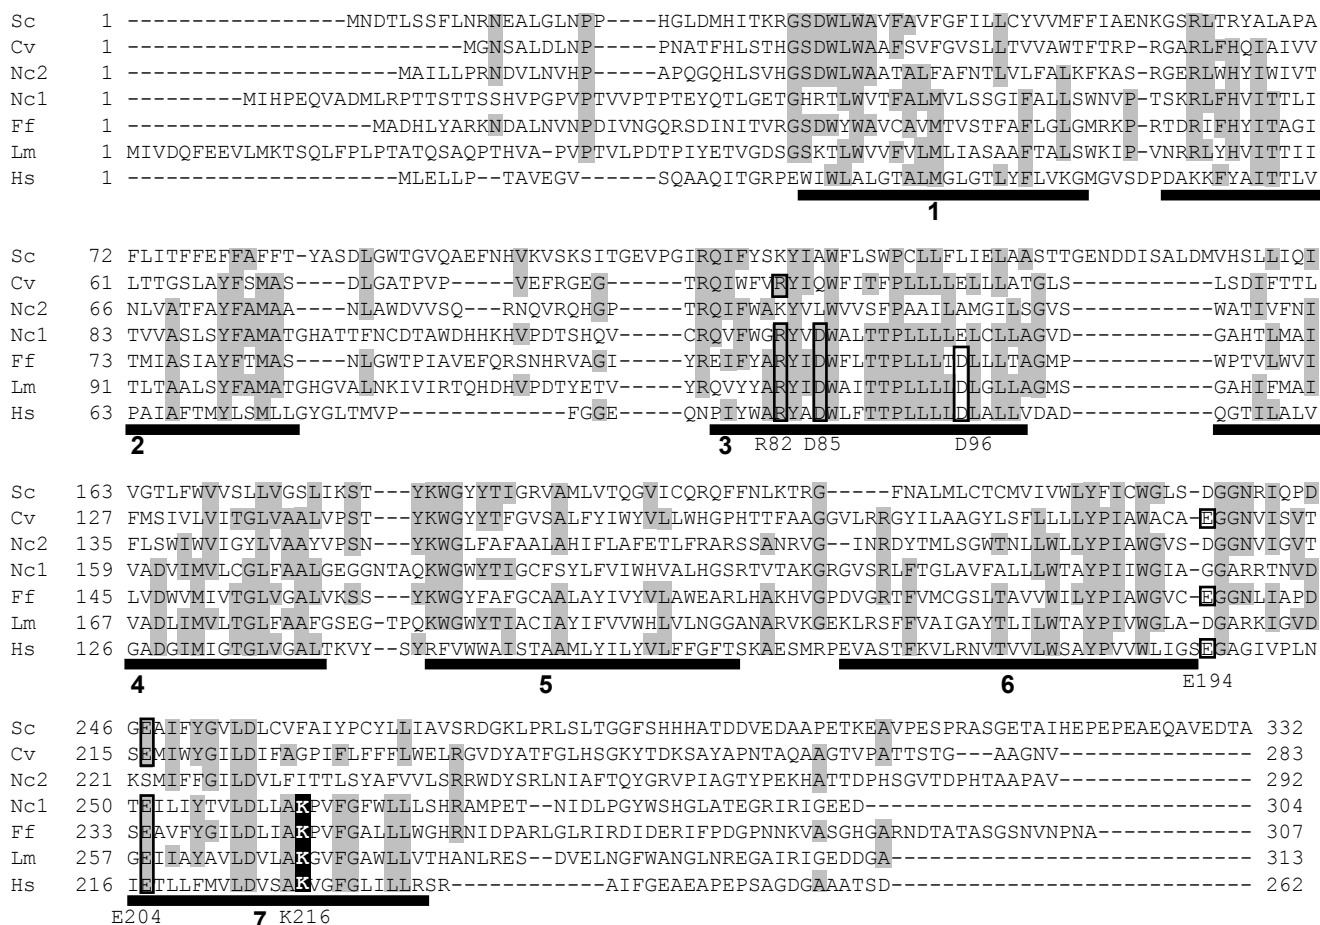 Sc 1 -----------------MNDTLSSFLNRNEALGLNPP----HGLDMHITKRGSDWLWAVFAVFGFILLCYVVMFFIAENKGSRLTRYALAPA
Cv 1 --------------------------MGNSALDLNP------PNATFHLSTHGSDWLWAAFSVFGVSLLTVVAWTFTRP-RGARLFHQIAIVV
Nc2 1 ---------------------MAILLPRNDVLNVHP------APQGQHLSVHGSDWLWAATALFAFNTLVLFALKFKAS-RGERLWHYIWIVT
Nc1 1 ---------MIHPEQVADMLRPTTSTTSSHVPGPVPTVVPTPTEYQTLGETGHRTLWVTFALMVLSSGIFALLSWNVP-TSKRLFHVITTLI
Ff 1 -------------------MADHLYARKNDALNVNPDIVNGQRSDINITVRGSDWYWAVCAVMTVSTFAFLGLGMRKP-RTDRIFHYITAGI
Lm 1 MIVDQFEEVLMKTSQLFPLPTATQSAQPTHVA-PVPTVLPDTPIYETVGDSGSKTLWVVFVLMLIASAAFTALSWKIP-VNRRLYHVITTII
Hs 1 ---------------------MLELLP--TAVEGV------SQAAQITGRPEWIWLALGTALMGLGTLYFLVKGMGVSDPDAKKFYAITTLV
1
Sc 72 FLITFFEFFAFFT-YASDLGWTGVQAEFNHVKVSKSITGEVPGIRQIFYSKYIAWFLSWPCLLFLIELAASTTGENDDISALDMVHSLLIQI
Cv 61 LTTGSLAYFSMAS---DLGATPVP------VEFRGEG------TRQIWFVRYIQWFITFPLLLLELLLATGLS------LSDIFTTL
Nc2 66 NLVATFAYFAMAA---NLAWDVVSQ---RNQVRQHGP------TRQIFWAKYVLWVVSFPAAILAMGILSGVS------WATIVFNI
Nc1 83 TVVASLSYFAMATGHATTFNCDTAWDHHKHVPDTSHQV-----CRQVFWGRYVDWALTTPLLLLELCLLAGVD------GAHTLMAI
Ff 73 TMIASIAYFTMAS---NLGWTPIAVEFQRSNHRVAGI-----YREIFYARYIDWFLTTPLLLTDLLLTAGMP------WPTVLWVI
Lm 91 TLTAALSYFAMATGHGVALNKIVIRTQHDHVPDTYETV----YRQVYYARYIDWAITTPLLLLDLGLLAGMS------GAHIFMAI
Hs 63 PAIAFTMYLSMLLGYGLTMVP-------------FGGE-----QNPIYWARYADWLFTTPLLLLDLALLVDAD------QGTILALV
2 3 R82 D85 D96
Sc 163 VGTLFWVVSLLVGSLIKST---YKWGYYTIGRVAMLVTQGVICQRQFFNLKTRG-----FNALMLCTCMVIVWLYFICWGLS-DGGNRIQPD
Cv 127 FMSIVLVITGLVAALVPST---YKWGYYTFGVSALFYIWYVLLWHGPHTTFAAGGVLRRGYILAAGYLSFLLLLYPIAWACA-EGGNVISVT
Nc2 135 FLSWIWVIGYLVAAYVPSN---YKWGLFAFAALAHIFLAFETLFRARSSANRVG---INRDYTMLSGWTNLLWLLYPIAWGVS-DGGNVIGVT
Nc1 159 VADVIMVLCGLFAALGEGGNTAQKWGWYTIGCFSYLFVIWHVALHGSRTVTAKGRGVSRLFTGLAVFALLLWTAYPIIWGIA-GGARRTNVD
Ff 145 LVDWVMIVTGLVGALVKSS---YKWGYFAFGCAALAYIVYVLAWEARLHAKHVGPDVGRTFVMCGSLTAVVWILYPIAWGVC-EGGNLIAPD
Lm 167 VADLIMVLTGLFAAFGSEG-TPQKWGWYTIACIAYIFVVWHLVLNGGANARVKGEKLRSFFVAIGAYTLILWTAYPIVWGLA-DGARKIGVD
Hs 126 GADGIMIGTGLVGALTKVY---SYRFVWWAISTAAMLYILYVLFFGFTSKAESMRPEVASTFKVLRNVTVVLWSAYPVVWLIGSEGAGIVPLN
4 5 6 E194
Sc 246 GEAIFYGVLDLCVFAIYPCYLLIAVSRDGKLPRLSLTGGFSHHHATDDVEDAAPETKEAVPESPRASGETAIHEPEPEAEQAVEDTA 332
Cv 215 SEMIWYGILDIFAGPIFLFFFLWELRGVDYATFGLHSGKYTDKSAYAPNTAQAAGTVPATTSTG---AAGNV-------------- 283
Nc2 221 KSMIFFGILDVLFITTLSYAFVVLSRRWDYSRLNIAFTQYGRVPIAGTYPEKHATTDPHSGVTDPHTAAPAV--------------- 292
Nc1 250 TEILIYTVLDLLAKPVFGFWLLLSHRAMPET--NIDLPGYWSHGLATEGRIRIGEED----------------------------- 304
Ff 233 SEAVFYGILDLIAKPVFGALLLWGHRNIDPARLGLRIRDIDERIFPDGPNNKVASGHGARNDTATASGSNVNPNA------------ 307
Lm 257 GEIIAYAVLDVLAKGVFGAWLLVTHANLRES--DVELNGFWANGLNREGAIRIGEDDGA--------------------------- 313
Hs 216 IETLLFMVLDVSAKVGFGLILLRSR-----------AIFGEAEAPEPSAGDGAAATSD---------------------------- 262
E204 7 K216